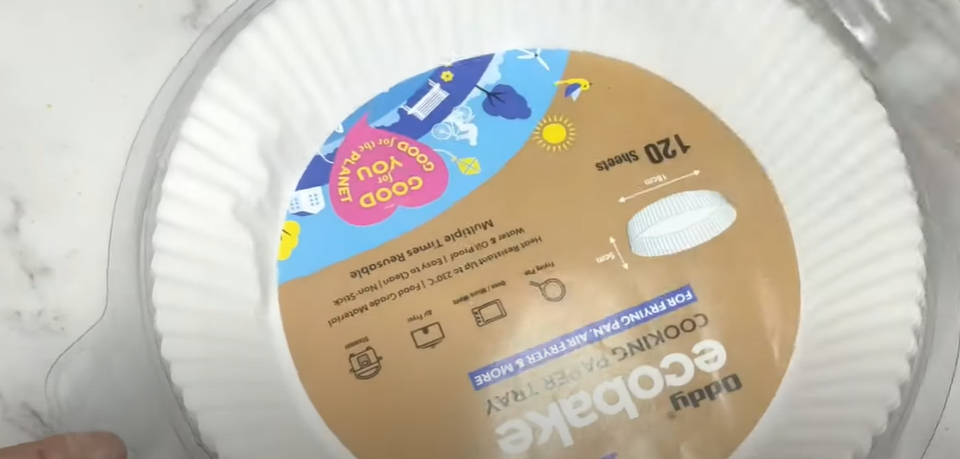 Oddy
ecobake
COOKING PAPER TRAY
FOR FRYING PAN, AIR FRYER & MORE
Frying Pan
Oven / Micro Wave
Air Fryer
Steamer
Heat Resistant Up to 230°C | Food Grade Material
Water & Oil Proof | Easy to Clean | Non-Stick
Multiple Times Reusable
5cm
18cm
120 Sheets
GOOD
for
YOU
GOOD for the PLANET